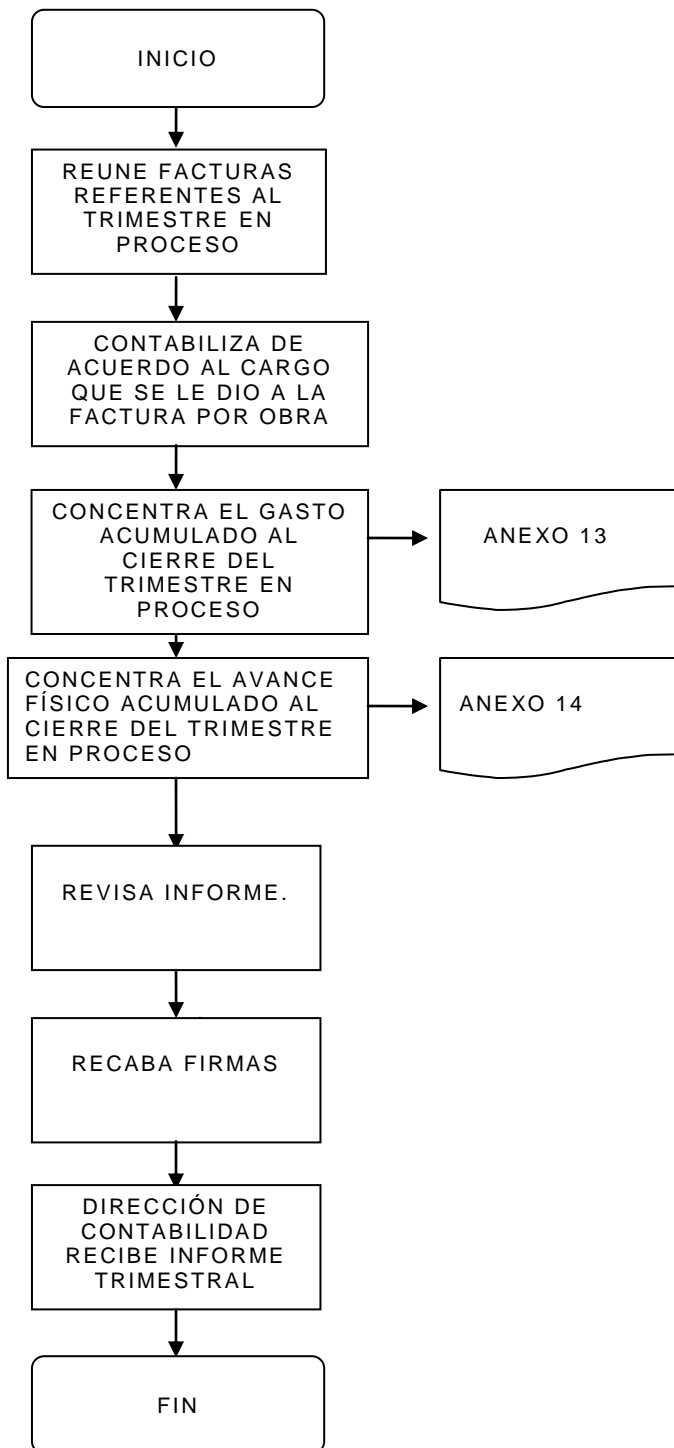 INICIO
REUNE FACTURAS
REFERENTES AL
TRIMESTRE EN
PROCESO
CONTABILIZA DE
ACUERDO AL CARGO
QUE SE LE DIO A LA
FACTURA POR OBRA
CONCENTRA EL GASTO
ACUMULADO AL
CIERRE DEL
TRIMESTRE EN
PROCESO
ANEXO 13
CONCENTRA EL AVANCE
FÍSICO ACUMULADO AL
CIERRE DEL TRIMESTRE
EN PROCESO
ANEXO 14
REVISA INFORME.
RECABA FIRMAS
DIRECCIÓN DE
CONTABILIDAD
RECIBE INFORME
TRIMESTRAL
FIN